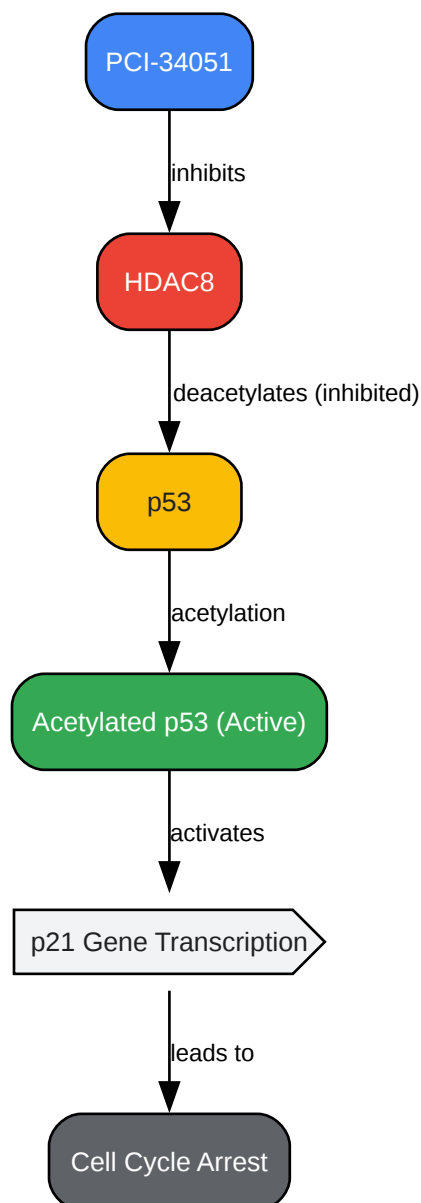 PCI-34051
inhibits
HDAC8
deacetylates (inhibited)
p53
acetylation
Acetylated p53 (Active)
activates
p21 Gene Transcription
leads to
Cell Cycle Arrest